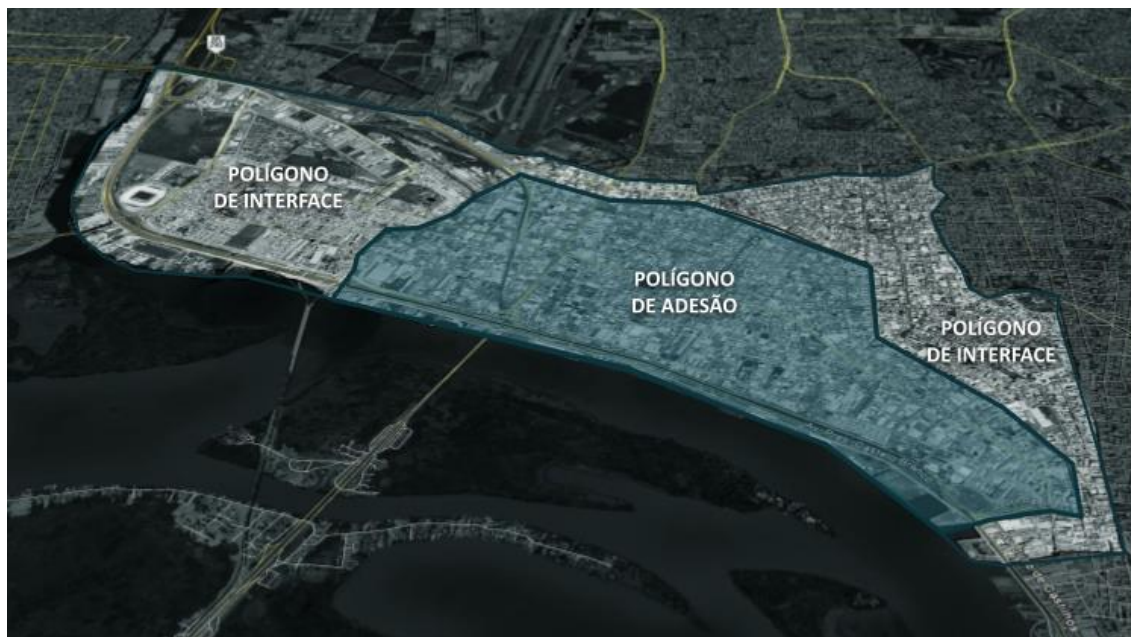 POLÍGONO
DE INTERFACE
POLÍGONO
DE ADESÃO
POLÍGONO
DE INTERFACE